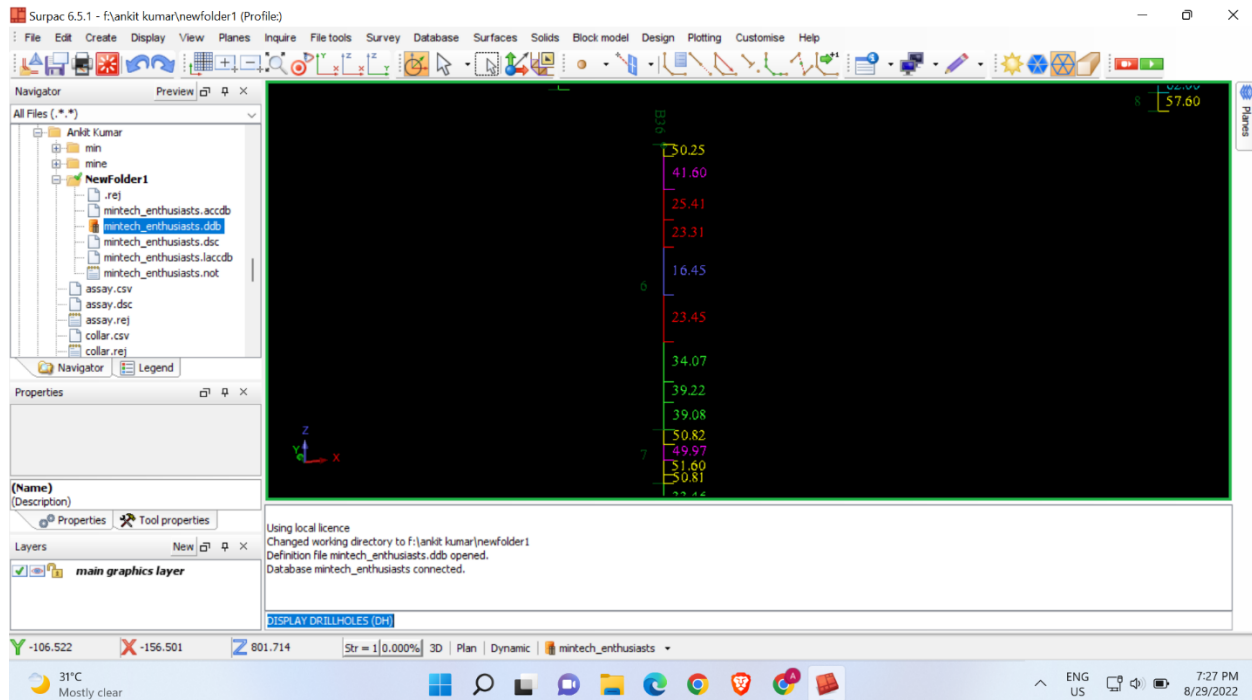 Surpac 6.5.1 - f:\ankit kumar\newfolder1 (Profile:)
File Edit Create Display View Planes Inquire File tools Survey Database Surfaces Solids Block model Design Plotting Customise Help
Navigator Preview
All Files (*.*)
Ankit Kumar
min
mine
NewFolder1
.rej
mintech_enthusiasts.accdb
mintech_enthusiasts.ddb
mintech_enthusiasts.dsc
mintech_enthusiasts.laccdb
mintech_enthusiasts.not
assay.csv
assay.dsc
assay.rej
collar.csv
collar.rej
Navigator Legend
Properties
(Name)
(Description)
Properties Tool properties
Layers New
main graphics layer
8 57.60
50.25
41.60
25.41
23.31
16.45
6
23.45
34.07
39.22
39.08
50.82
7 49.97
51.60
50.81
Z
Y X
Planes
Using local licence
Changed working directory to f:\ankit kumar\newfolder1
Definition file mintech_enthusiasts.ddb opened.
Database mintech_enthusiasts connected.
DISPLAY DRILLHOLES (DH)
Y -106.522 X -156.501 Z 801.714 Str = 1 0.000% 3D Plan Dynamic mintech_enthusiasts
31°C
Mostly clear
ENG
US
7:27 PM
8/29/2022